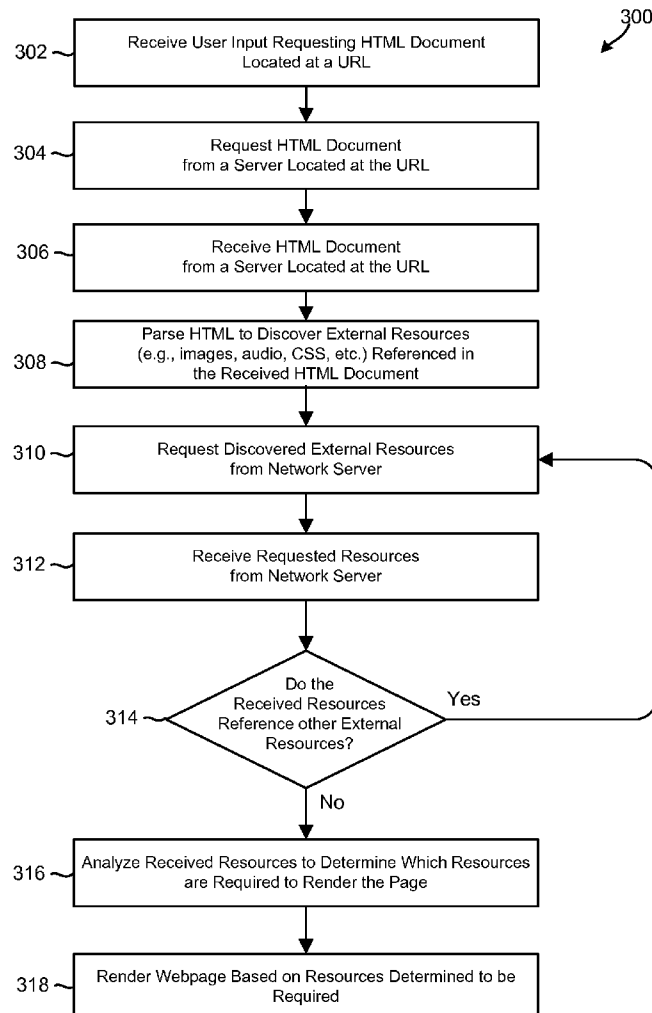 300
302
Receive User Input Requesting HTML Document
Located at a URL
304
Request HTML Document
from a Server Located at the URL
306
Receive HTML Document
from a Server Located at the URL
308
Parse HTML to Discover External Resources
(e.g., images, audio, CSS, etc.) Referenced in
the Received HTML Document
310
Request Discovered External Resources
from Network Server
312
Receive Requested Resources
from Network Server
314
Do the
Received Resources
Reference other External
Resources?
Yes
No
316
Analyze Received Resources to Determine Which Resources
are Required to Render the Page
318
Render Webpage Based on Resources Determined to be
Required